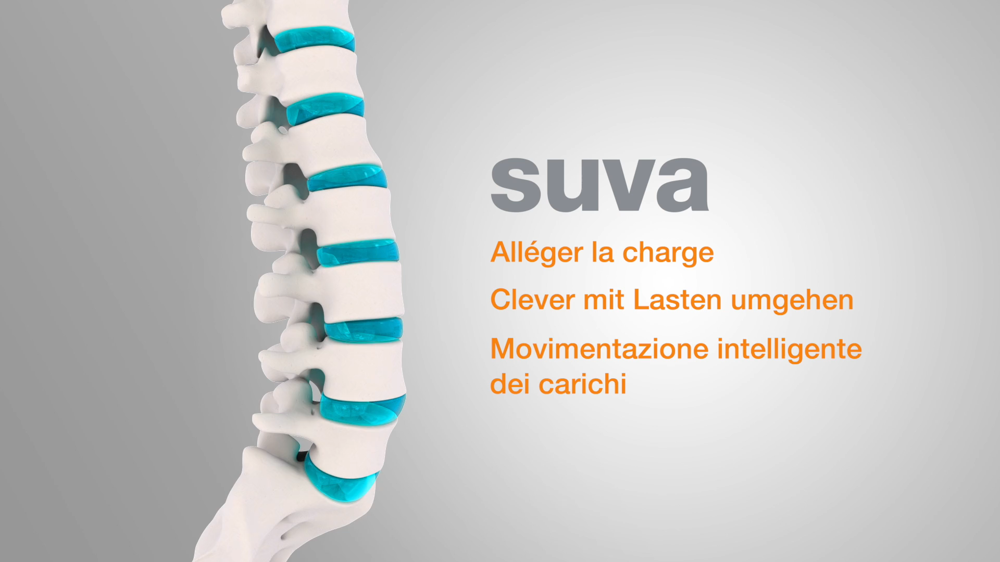 suva
Alléger la charge
Clever mit Lasten umgehen
Movimentazione intelligente
dei carichi